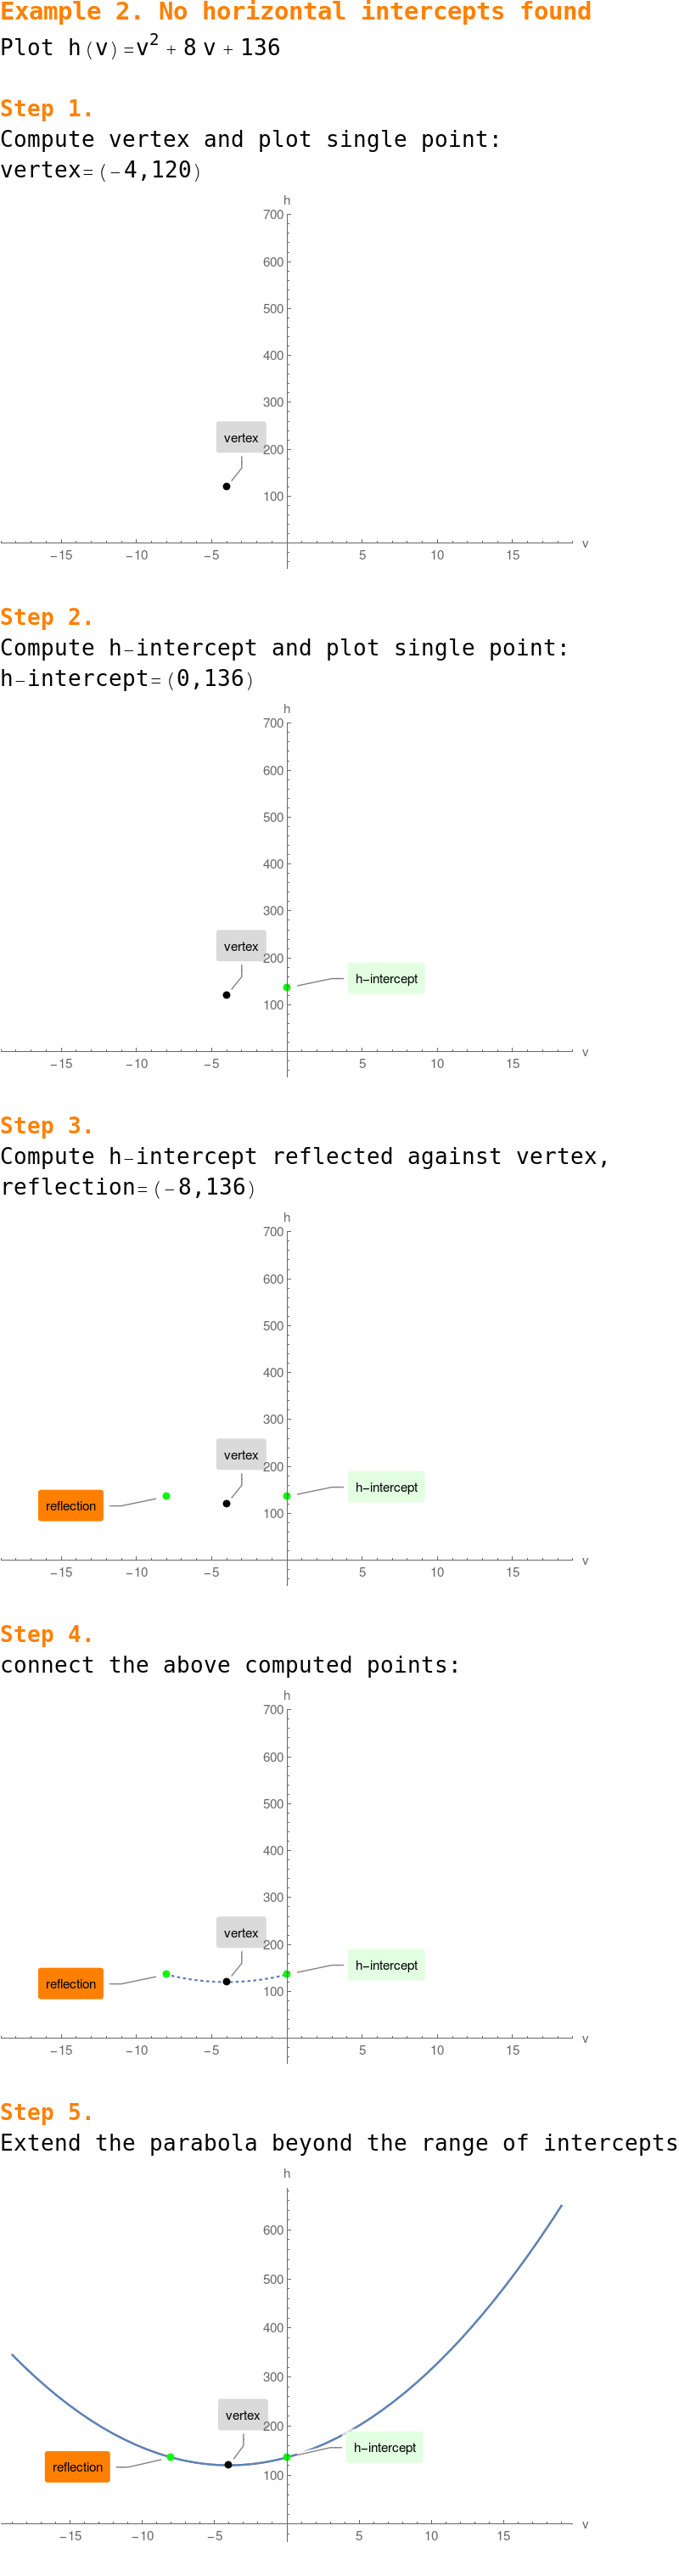 Example 2. No horizontal intercepts found
Plot h(v)=v² + 8 v + 136
Step 1.
Compute vertex and plot single point:
vertex=(-4,120)
h
700
600
500
400
300
vertex
200
100
v
-15 -10 -5 5 10 15
Step 2.
Compute h-intercept and plot single point:
h-intercept=(0,136)
h
700
600
500
400
300
vertex
200
h-intercept
100
v
-15 -10 -5 5 10 15
Step 3.
Compute h-intercept reflected against vertex,
reflection=(-8,136)
h
700
600
500
400
300
vertex
200
h-intercept
reflection
100
v
-15 -10 -5 5 10 15
Step 4.
connect the above computed points:
h
700
600
500
400
300
vertex
200
h-intercept
reflection
100
v
-15 -10 -5 5 10 15
Step 5.
Extend the parabola beyond the range of intercepts
h
600
500
400
300
vertex
200
h-intercept
reflection
100
v
-15 -10 -5 5 10 15